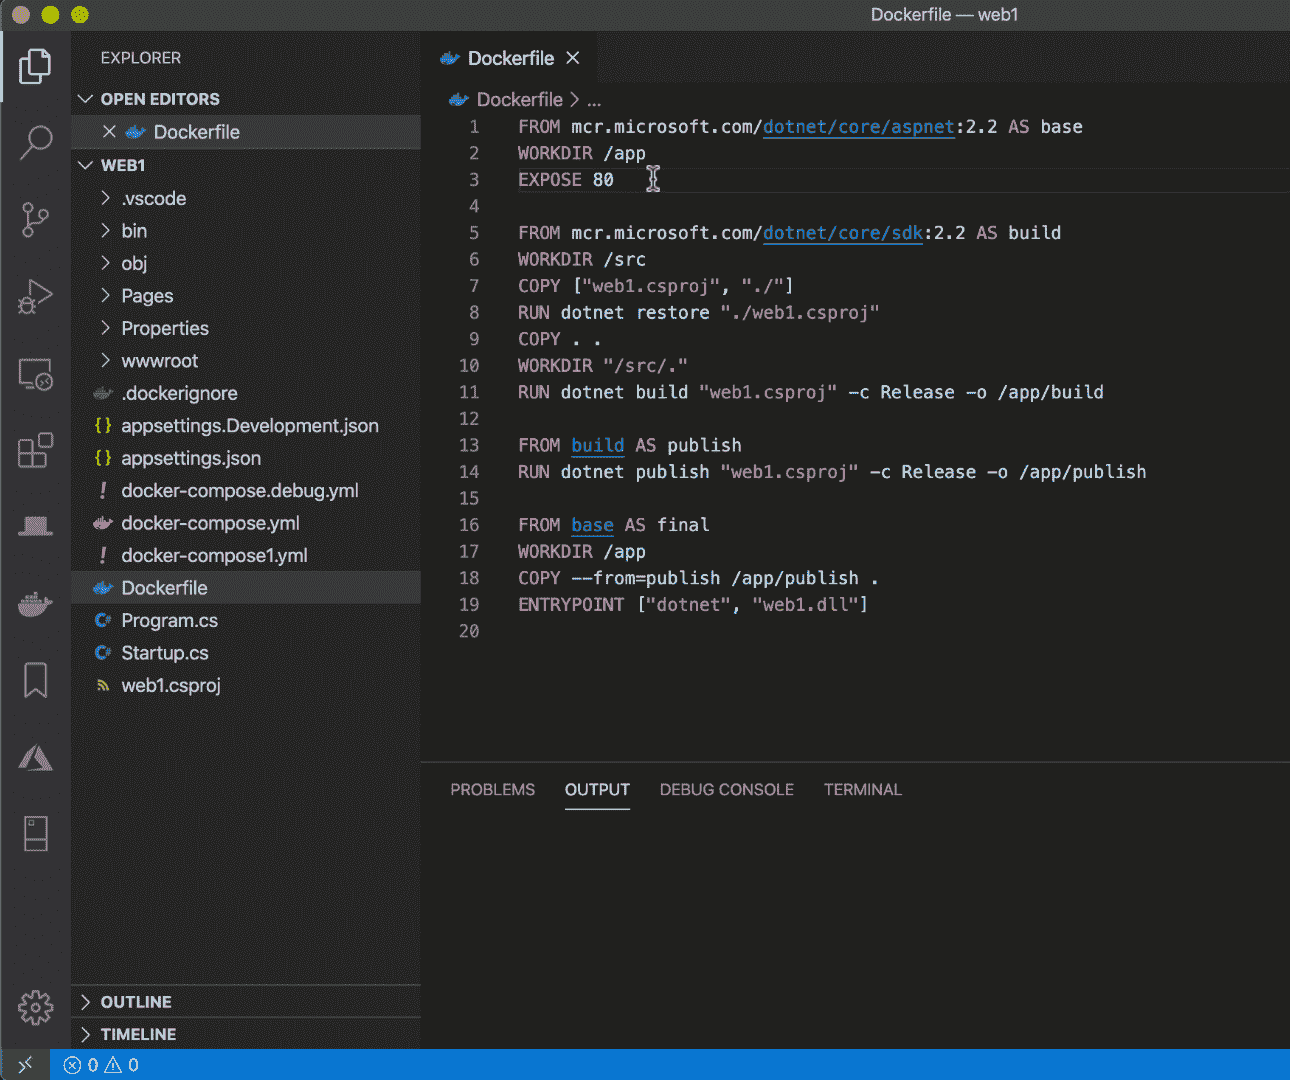 Dockerfile — web1
EXPLORER
OPEN EDITORS
Dockerfile
WEB1
.vscode
bin
obj
Pages
Properties
wwwroot
.dockerignore
{} appsettings.Development.json
{} appsettings.json
! docker-compose.debug.yml
docker-compose.yml
! docker-compose1.yml
Dockerfile
C# Program.cs
C# Startup.cs
web1.csproj
OUTLINE
TIMELINE
Dockerfile
Dockerfile > ...
1 FROM mcr.microsoft.com/dotnet/core/aspnet:2.2 AS base
2 WORKDIR /app
3 EXPOSE 80
4
5 FROM mcr.microsoft.com/dotnet/core/sdk:2.2 AS build
6 WORKDIR /src
7 COPY ["web1.csproj", "./"]
8 RUN dotnet restore "./web1.csproj"
9 COPY . .
10 WORKDIR "/src/."
11 RUN dotnet build "web1.csproj" -c Release -o /app/build
12
13 FROM build AS publish
14 RUN dotnet publish "web1.csproj" -c Release -o /app/publish
15
16 FROM base AS final
17 WORKDIR /app
18 COPY --from=publish /app/publish .
19 ENTRYPOINT ["dotnet", "web1.dll"]
20
PROBLEMS OUTPUT DEBUG CONSOLE TERMINAL
0 0